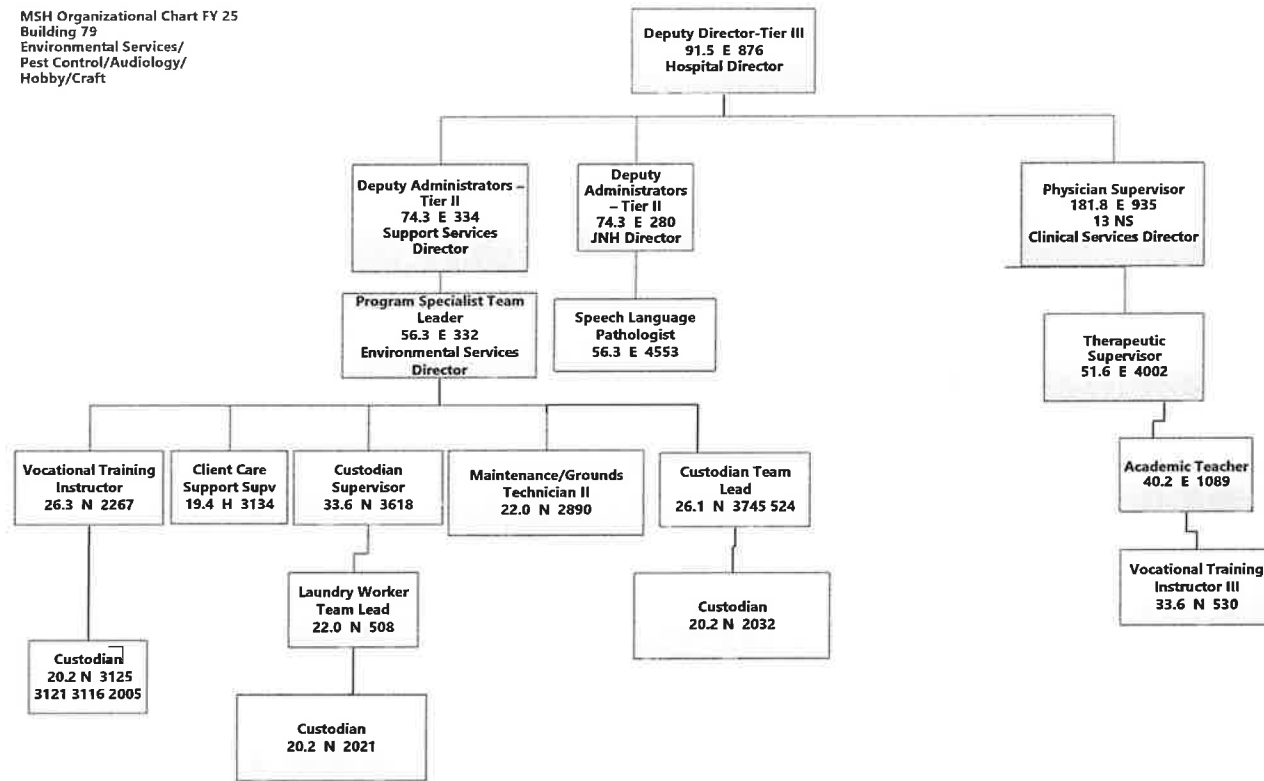 MSH Organizational Chart FY 25
Building 79
Environmental Services/
Pest Control/Audiology/
Hobby/Craft
Deputy Director-Tier III
91.5 E 876
Hospital Director
Deputy Administrators –
Tier II
74.3 E 334
Support Services
Director
Deputy
Administrators
– Tier II
74.3 E 280
JNH Director
Physician Supervisor
181.8 E 935
13 NS
Clinical Services Director
Program Specialist Team
Leader
56.3 E 332
Environmental Services
Director
Speech Language
Pathologist
56.3 E 4553
Therapeutic
Supervisor
51.6 E 4002
Vocational Training
Instructor
26.3 N 2267
Client Care
Support Supv
19.4 H 3134
Custodian
Supervisor
33.6 N 3618
Maintenance/Grounds
Technician II
22.0 N 2890
Custodian Team
Lead
26.1 N 3745 524
Academic Teacher
40.2 E 1089
Laundry Worker
Team Lead
22.0 N 508
Custodian
20.2 N 2032
Vocational Training
Instructor III
33.6 N 530
Custodian
20.2 N 3125
3121 3116 2005
Custodian
20.2 N 2021